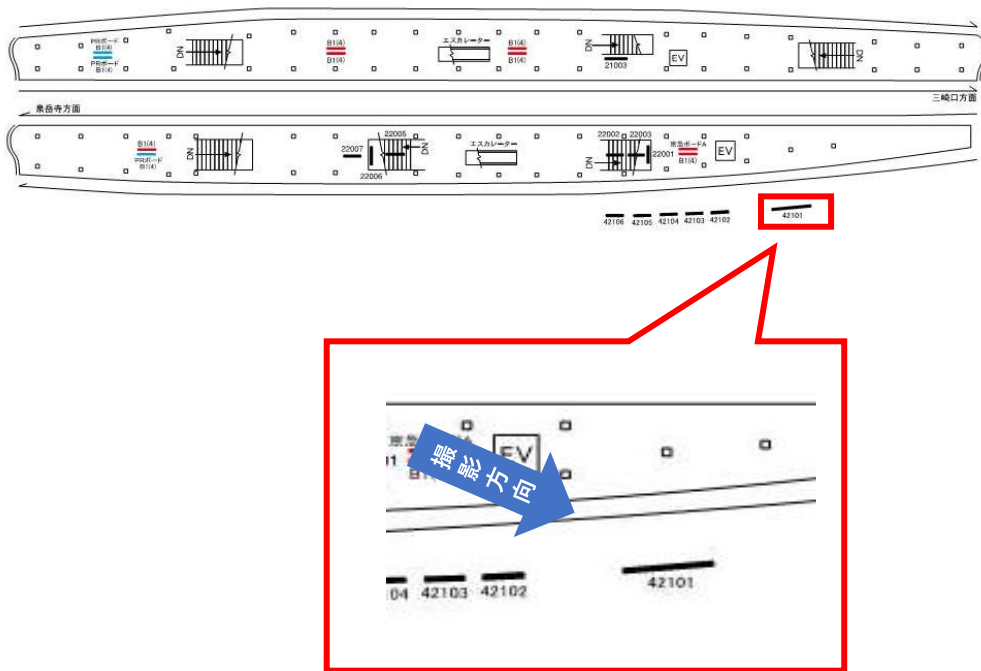 PRボード
B1(4)
PRボード
B1(4)
DN
B1(4)
B1(4)
エスカレーター
B1(4)
B1(4)
DN
21003
EV
DN
三崎口方面
泉岳寺方面
B1(4)
PRボード
B1(4)
DN
22007
22005
22006
DN
エスカレーター
22002
22003
DN
22001
京急ボードA
B1(4)
EV
42106
42105
42104
42103
42102
42101
撮影方向
EV
04
42103
42102
42101